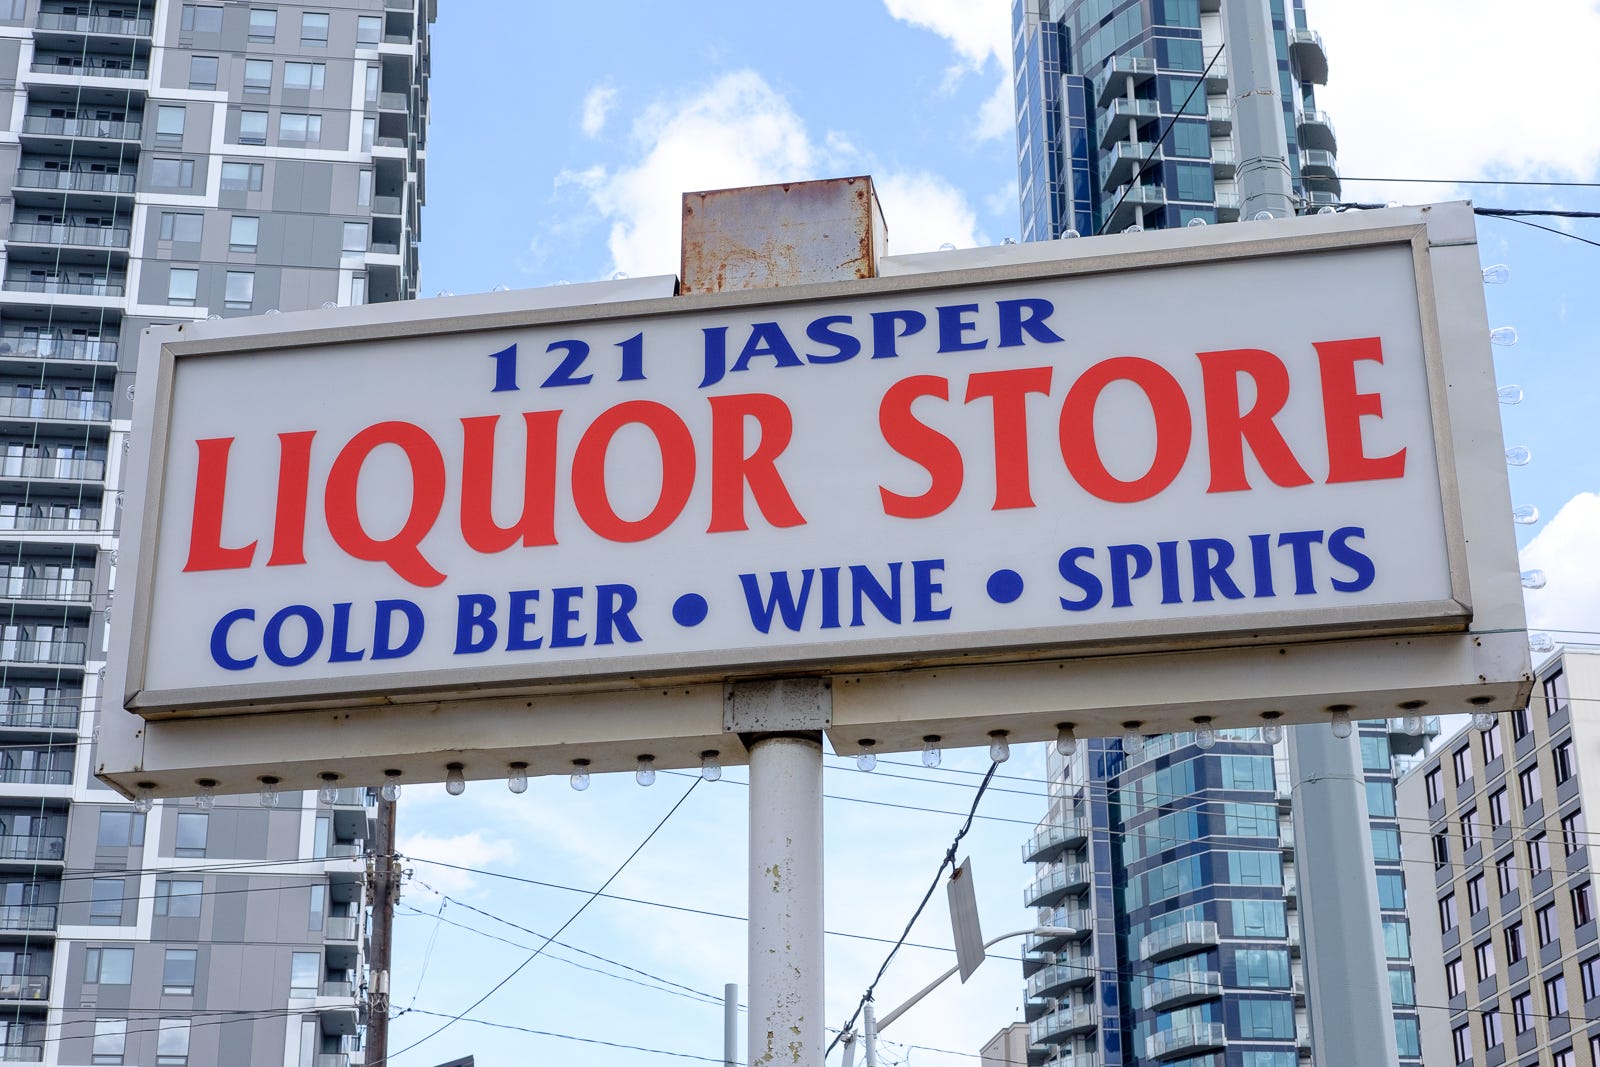 121 JASPER
LIQUOR STORE
COLD BEER • WINE • SPIRITS